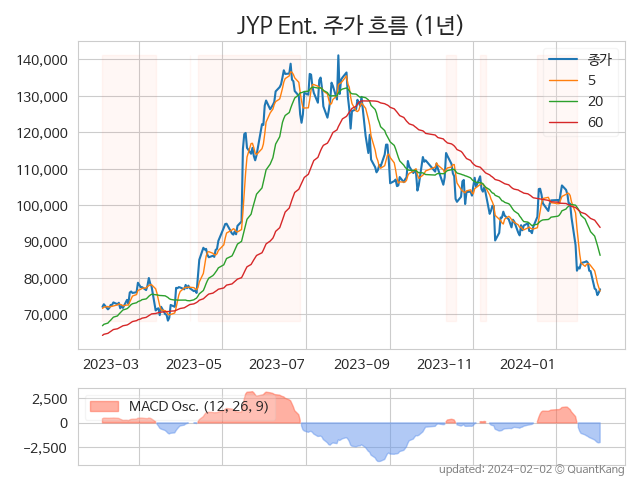 JYP Ent. 주가 흐름 (1년)
140,000
130,000
120,000
110,000
100,000
90,000
80,000
70,000
종가
5
20
60
2023-03 2023-05 2023-07 2023-09 2023-11 2024-01
2,500
0
−2,500
MACD Osc. (12, 26, 9)
updated: 2024-02-02 © QuantKang